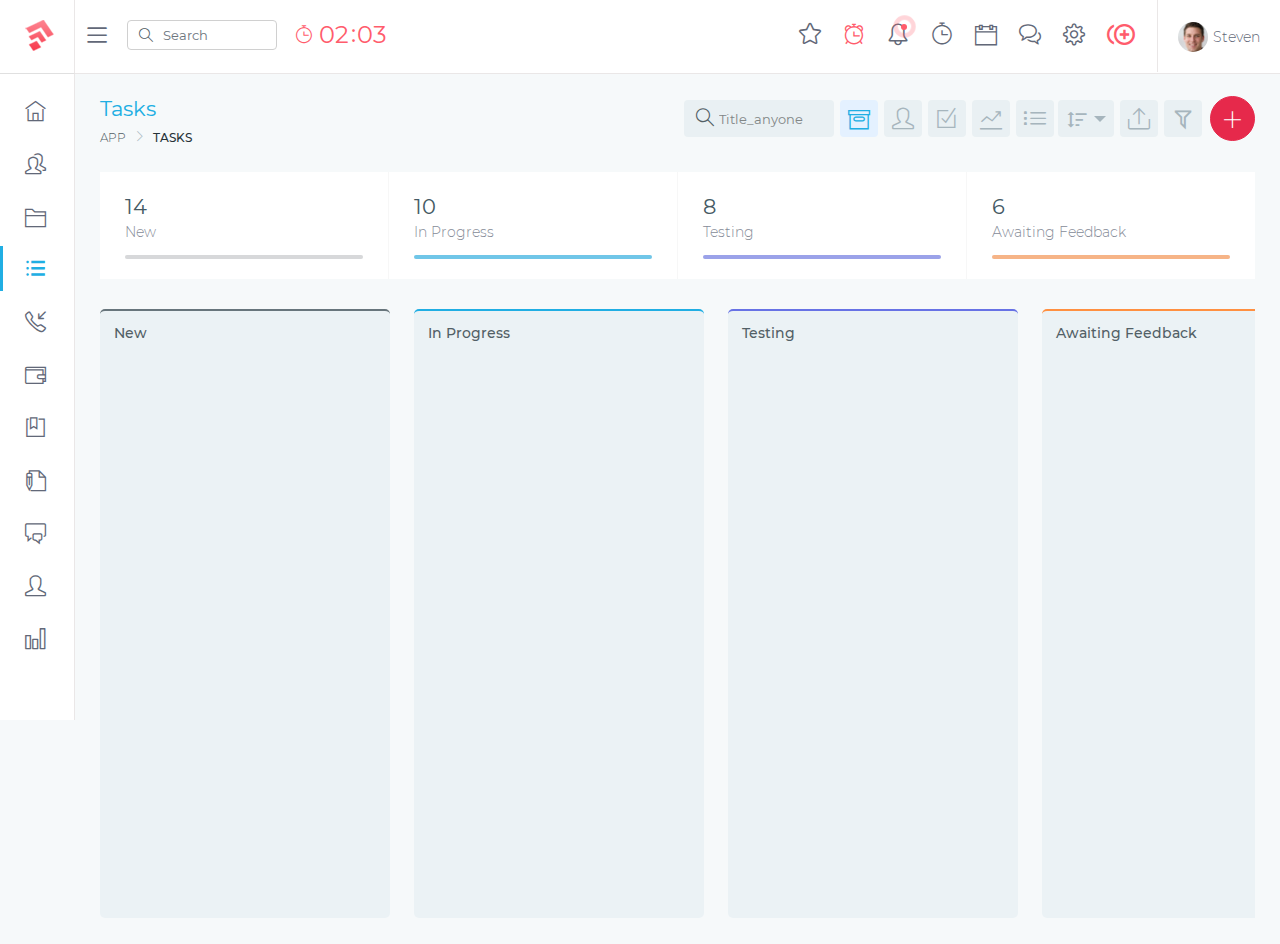 Search
02:03
Steven
Tasks
APP TASKS
Title_anyone
14
New
10
In Progress
8
Testing
6
Awaiting Feedback
New
In Progress
Testing
Awaiting Feedback